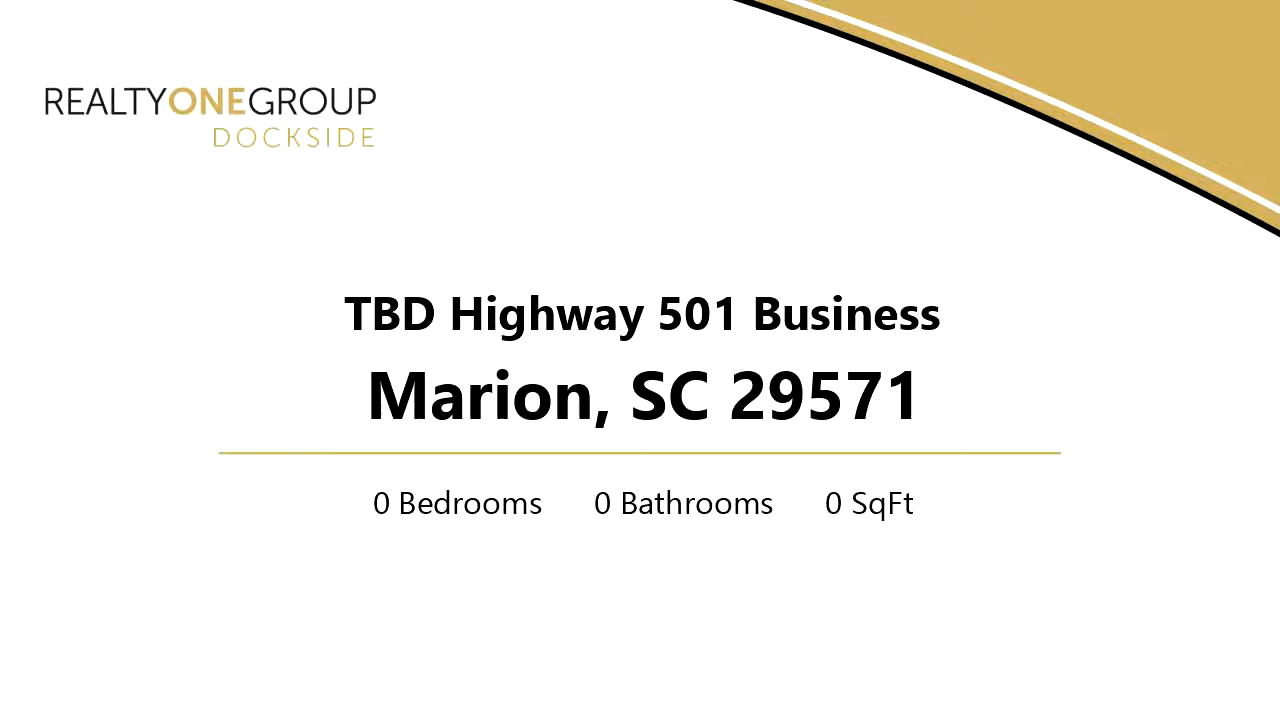 REALTYONEGROUP
DOCKSIDE
TBD Highway 501 Business
Marion, SC 29571
0 Bedrooms 0 Bathrooms 0 SqFt